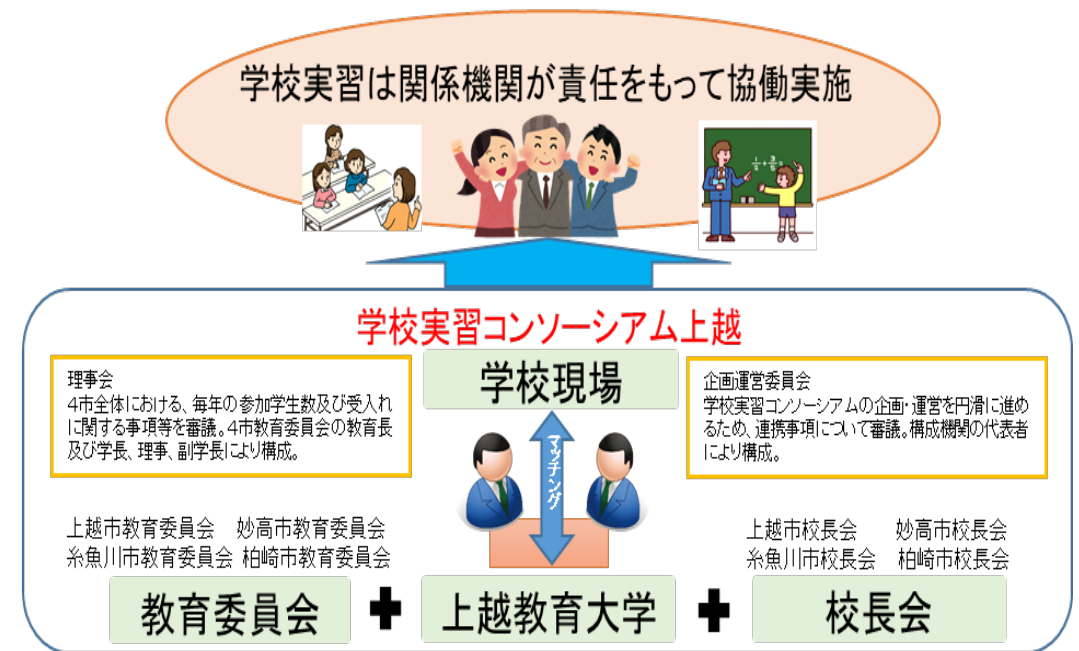 学校実習は関係機関が責任をもって協働実施
学校実習コンソーシアム上越
理事会
4市全体における、毎年の参加学生数及び受入れ
に関する事項等を審議。4市教育委員会の教育長
及び学長、理事、副学長により構成。
学校現場
企画運営委員会
学校実習コンソーシアムの企画・運営を円滑に進め
るため、連携事項について審議。構成機関の代表者
により構成。
マッチング
上越市教育委員会 妙高市教育委員会
糸魚川市教育委員会 柏崎市教育委員会
上越市校長会 妙高市校長会
糸魚川市校長会 柏崎市校長会
教育委員会 + 上越教育大学 + 校長会